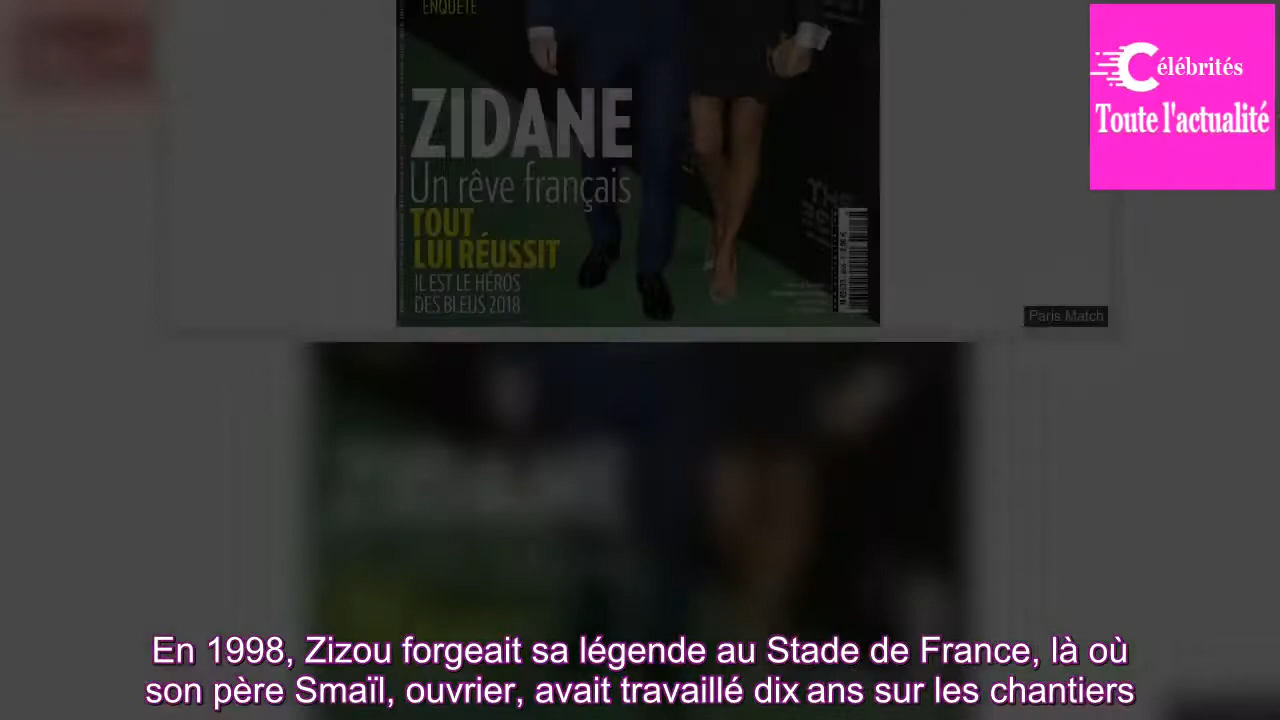 ENQUÊTE
ZIDANE
Un rêve français
TOUT
LUI RÉUSSIT
IL EST LE HÉROS
DES BLEUS 2018
Célébrités
Toute l'actualité
Paris Match
En 1998, Zizou forgeait sa légende au Stade de France, là où
son père Smaïl, ouvrier, avait travaillé dix ans sur les chantiers